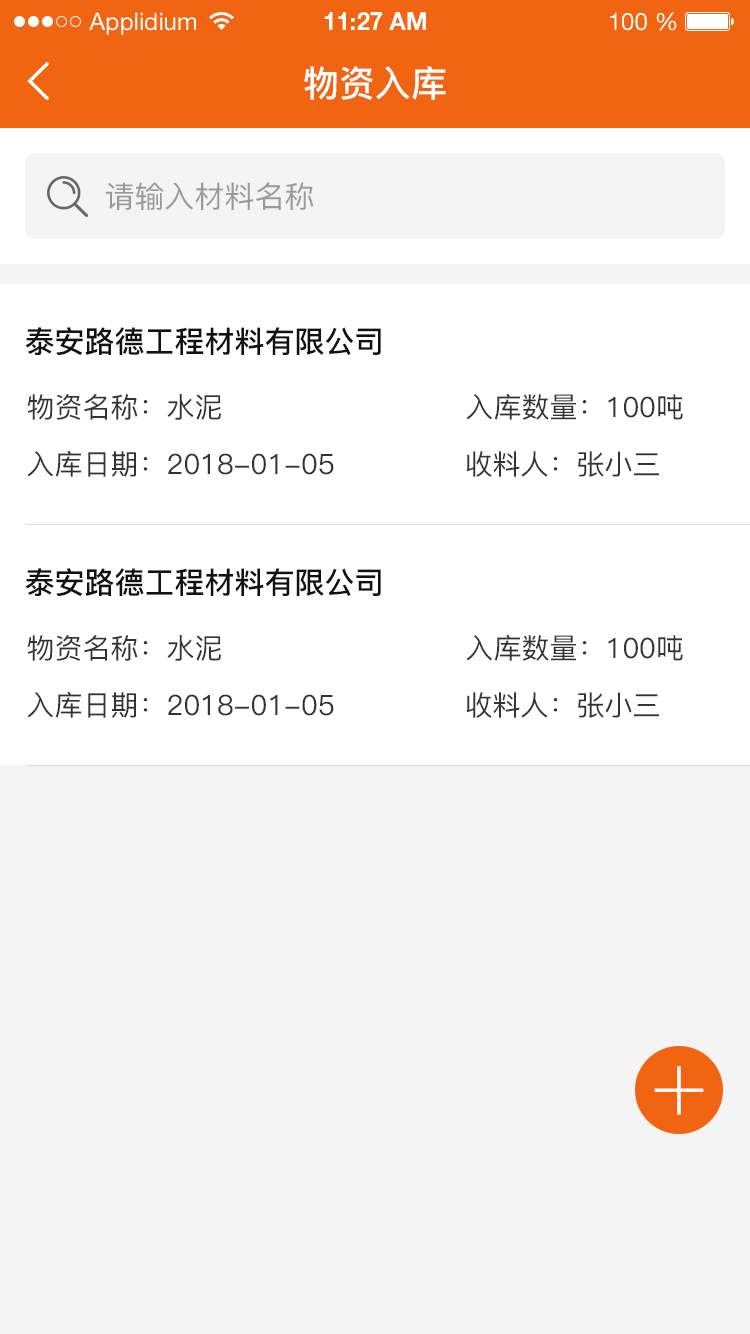 Applidium 11:27 AM 100 %
物资入库
请输入材料名称
泰安路德工程材料有限公司
物资名称：水泥 入库数量：100吨
入库日期：2018-01-05 收料人：张小三
泰安路德工程材料有限公司
物资名称：水泥 入库数量：100吨
入库日期：2018-01-05 收料人：张小三